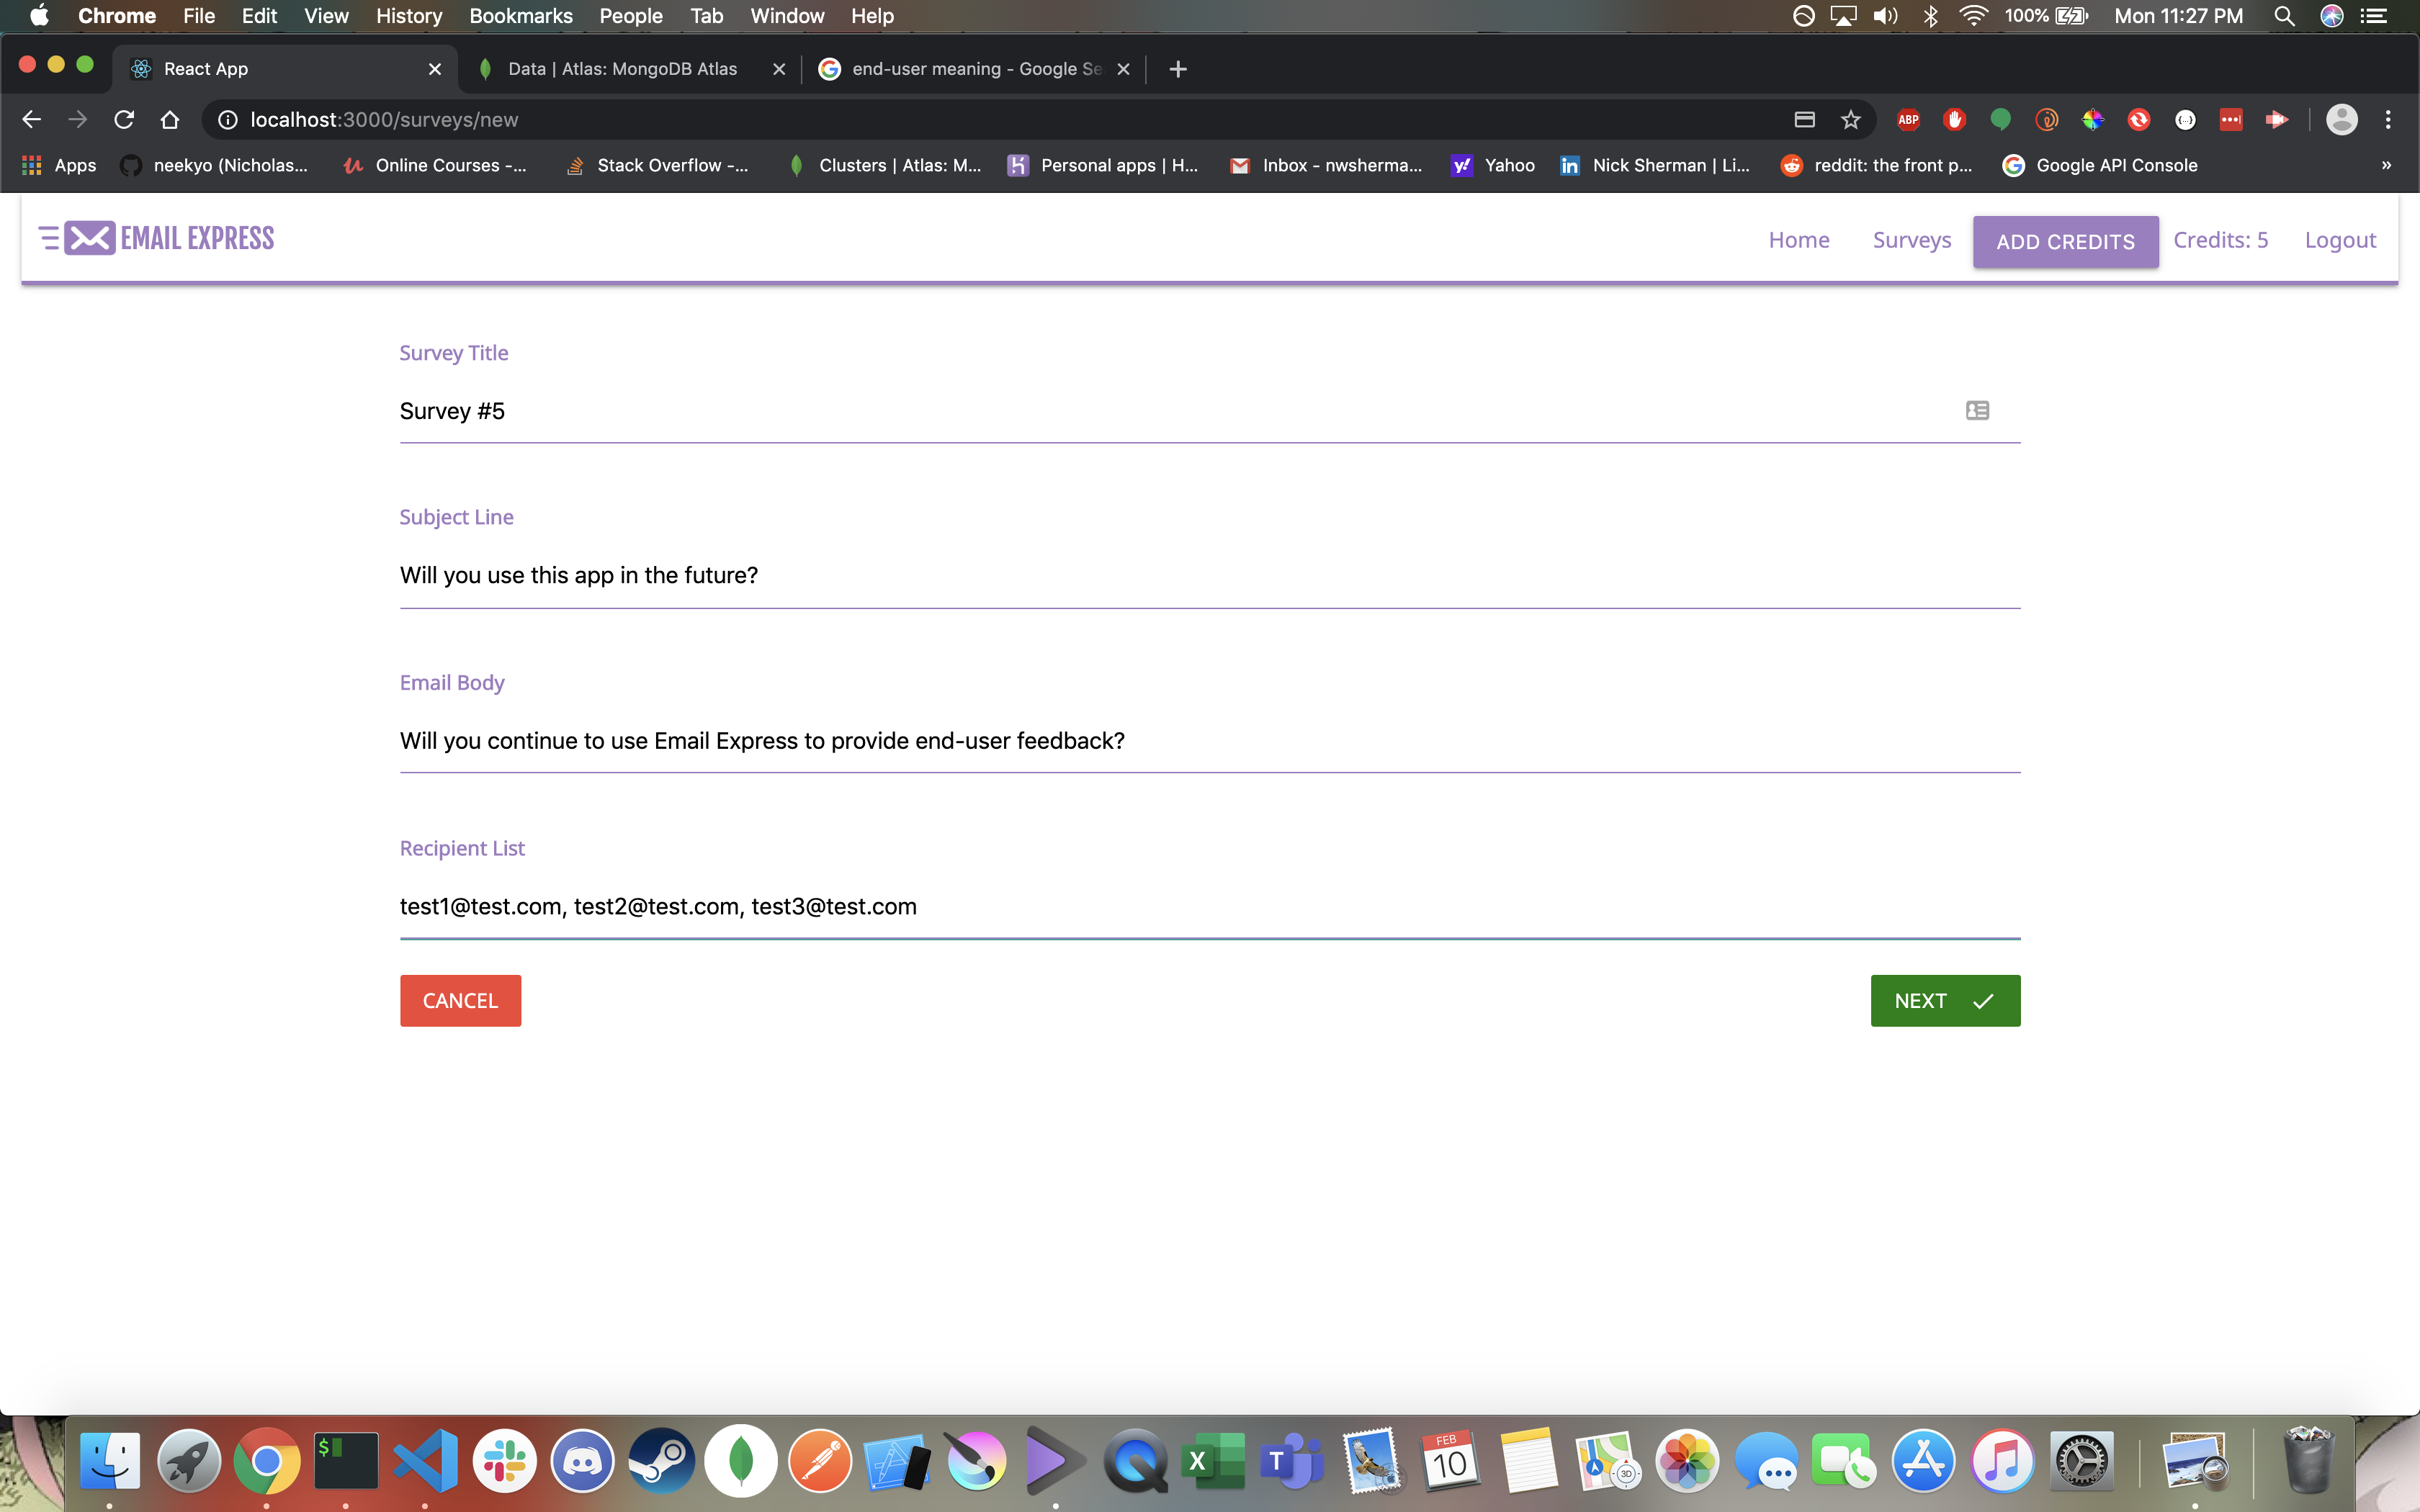 Chrome File Edit View History Bookmarks People Tab Window Help 100% Mon 11:27 PM
React App Data | Atlas: MongoDB Atlas end-user meaning - Google Se
localhost:3000/surveys/new ABP
Apps neekyo (Nicholas... Online Courses -... Stack Overflow -... Clusters | Atlas: M... Personal apps | H... Inbox - nwsherma... Yahoo Nick Sherman | Li... reddit: the front p... Google API Console »
EMAIL EXPRESS Home Surveys ADD CREDITS Credits: 5 Logout
Survey Title
Survey #5
Subject Line
Will you use this app in the future?
Email Body
Will you continue to use Email Express to provide end-user feedback?
Recipient List
test1@test.com, test2@test.com, test3@test.com
CANCEL NEXT
FEB
10
3D